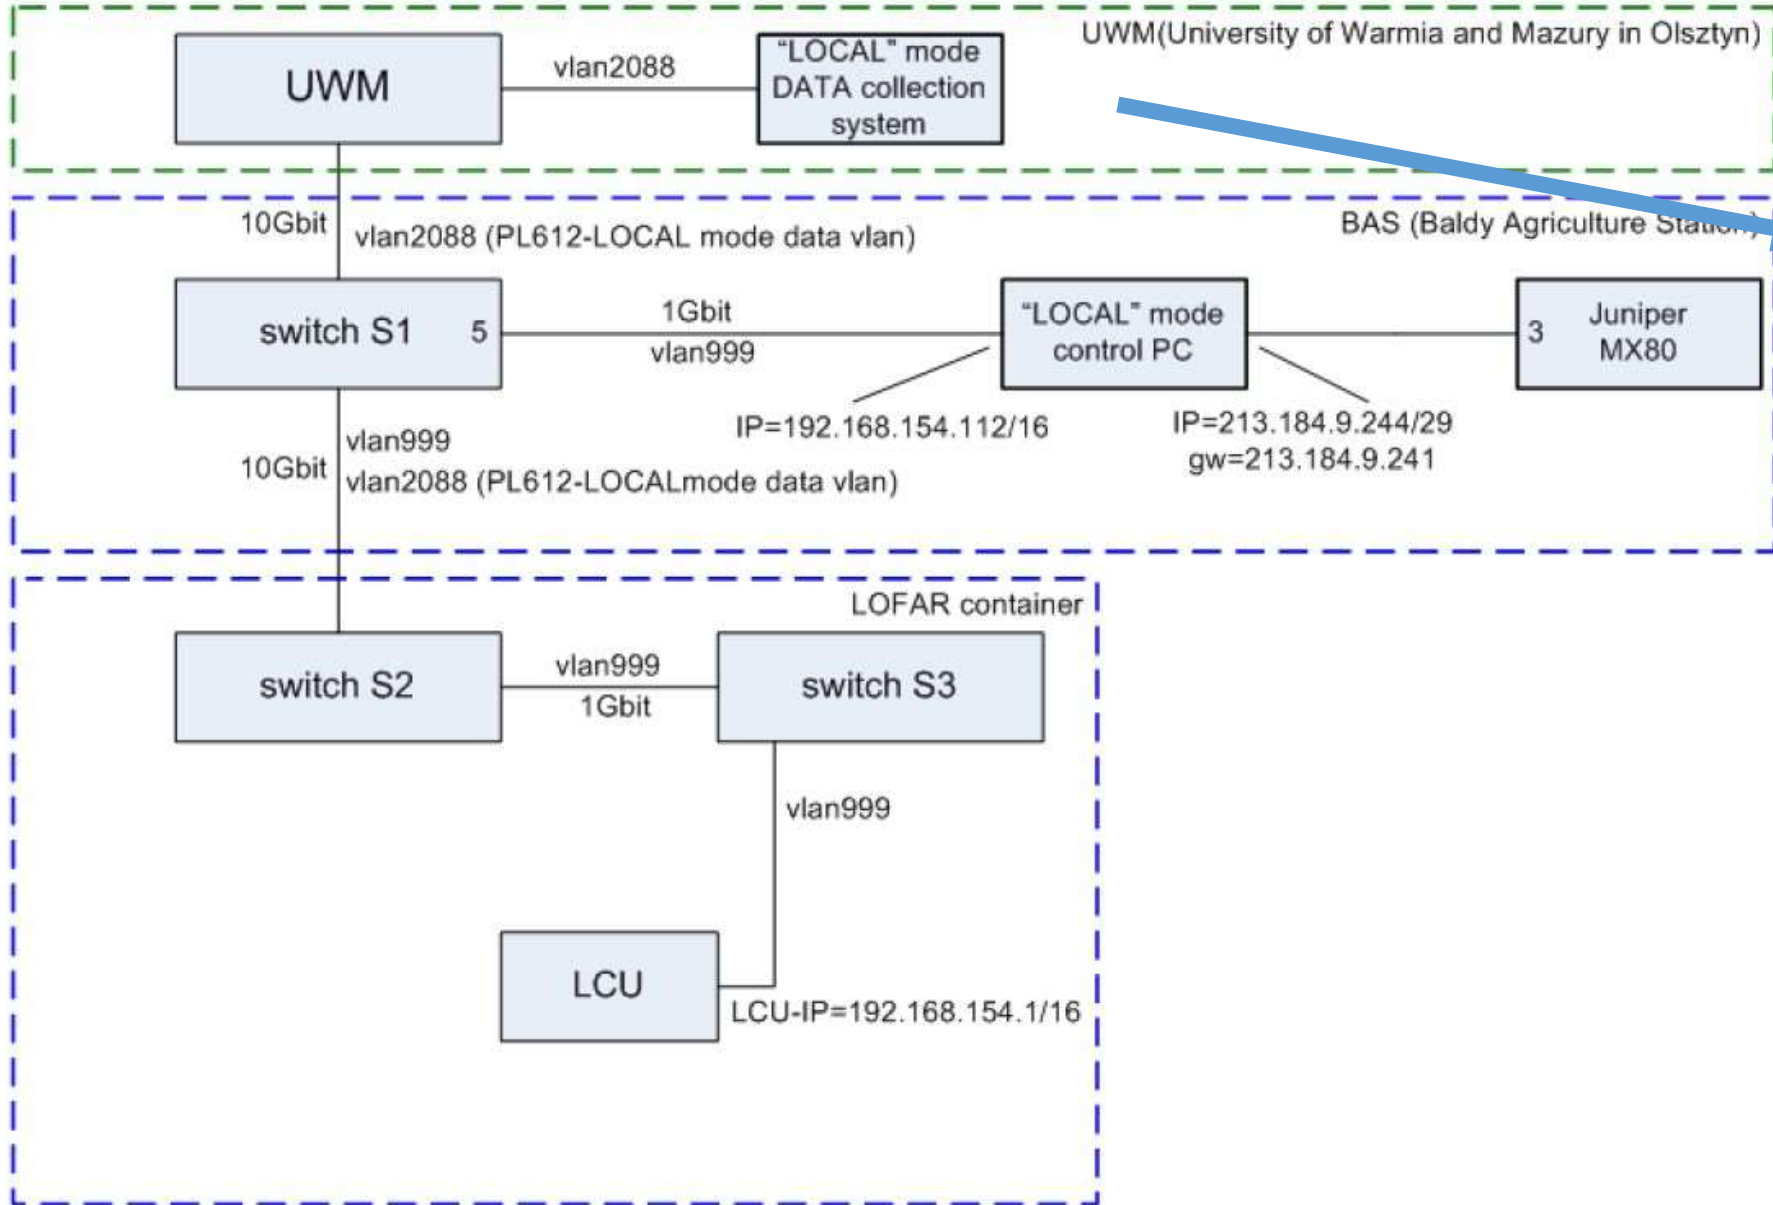 UWM(University of Warmia and Mazury in Olsztyn)
UWM
vlan2088
“LOCAL” mode
DATA collection
system
10Gbit
vlan2088 (PL612-LOCAL mode data vlan)
BAS (Baldy Agriculture Station)
switch S1
5
1Gbit
vlan999
“LOCAL” mode
control PC
3
Juniper
MX80
IP=192.168.154.112/16
IP=213.184.9.244/29
gw=213.184.9.241
vlan999
10Gbit
vlan2088 (PL612-LOCALmode data vlan)
LOFAR container
switch S2
vlan999
1Gbit
switch S3
vlan999
LCU
LCU-IP=192.168.154.1/16